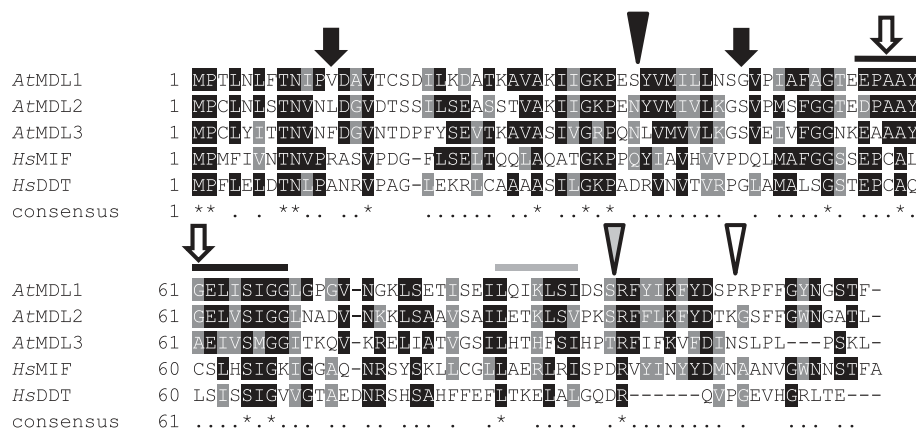 AtMDL1 1 MPTLNLFTNIPVDAVTCSDILKDATKAVAKIIGKPESYVMILLNSGVPIAFAGTEEPAAY
AtMDL2 1 MPCLNLSTNVNLDGVDTSSILSEASSTVAKIIGKPENYVMIVLKGSVPMSFGGTEDPAAY
AtMDL3 1 MPCLYITTNVNFDGVNTDPFYSEVTKAVASIVGRPQNLVMVVLKGSVEIVFGGNKEAAAY
HsMIF 1 MPMFIVNTNVPRASVPDG-FLSELTQQLAQATGKPPQYIAVHVVPDQLMAFGGSSEPCAL
HsDDT 1 MPFLELDTNLPANRVPAG-LEKRLCAAAASILGKPADRVNVTVRPGLAMALSGSTEPCAQ
consensus 1 ** . . **.. ..*    ........*. .*.*. ........ . .. .*. ...*.
AtMDL1 61 GELISIGGLGPGV-NGKLSETISEILQIKLSIDSSRFYIKFYDSPRPFFGYNGSTF-
AtMDL2 61 GELVSIGGLNADV-NKKLSAAVSAILETKLSVPKSRFFLKFYDTKGSFFGWNGATL-
AtMDL3 61 AEIVSMGGITKQV-KRELIATVGSILHTHFSIHPTRFIFKVFDINSLPL---PSKL-
HsMIF 60 CSLHSIGKIGGAQ-NRSYSKLLCGLLAERLRISPDRVYINYYDMNAANVGWNNSTFA
HsDDT 60 LSISSIGVVGTAEDNRSHSAHFFEFLTKELALGQDR------QVPGEVHGRLTE---
consensus 61 ....*.*.. .. . ... .. ....*. ....... .*. ..... . . .. ... .